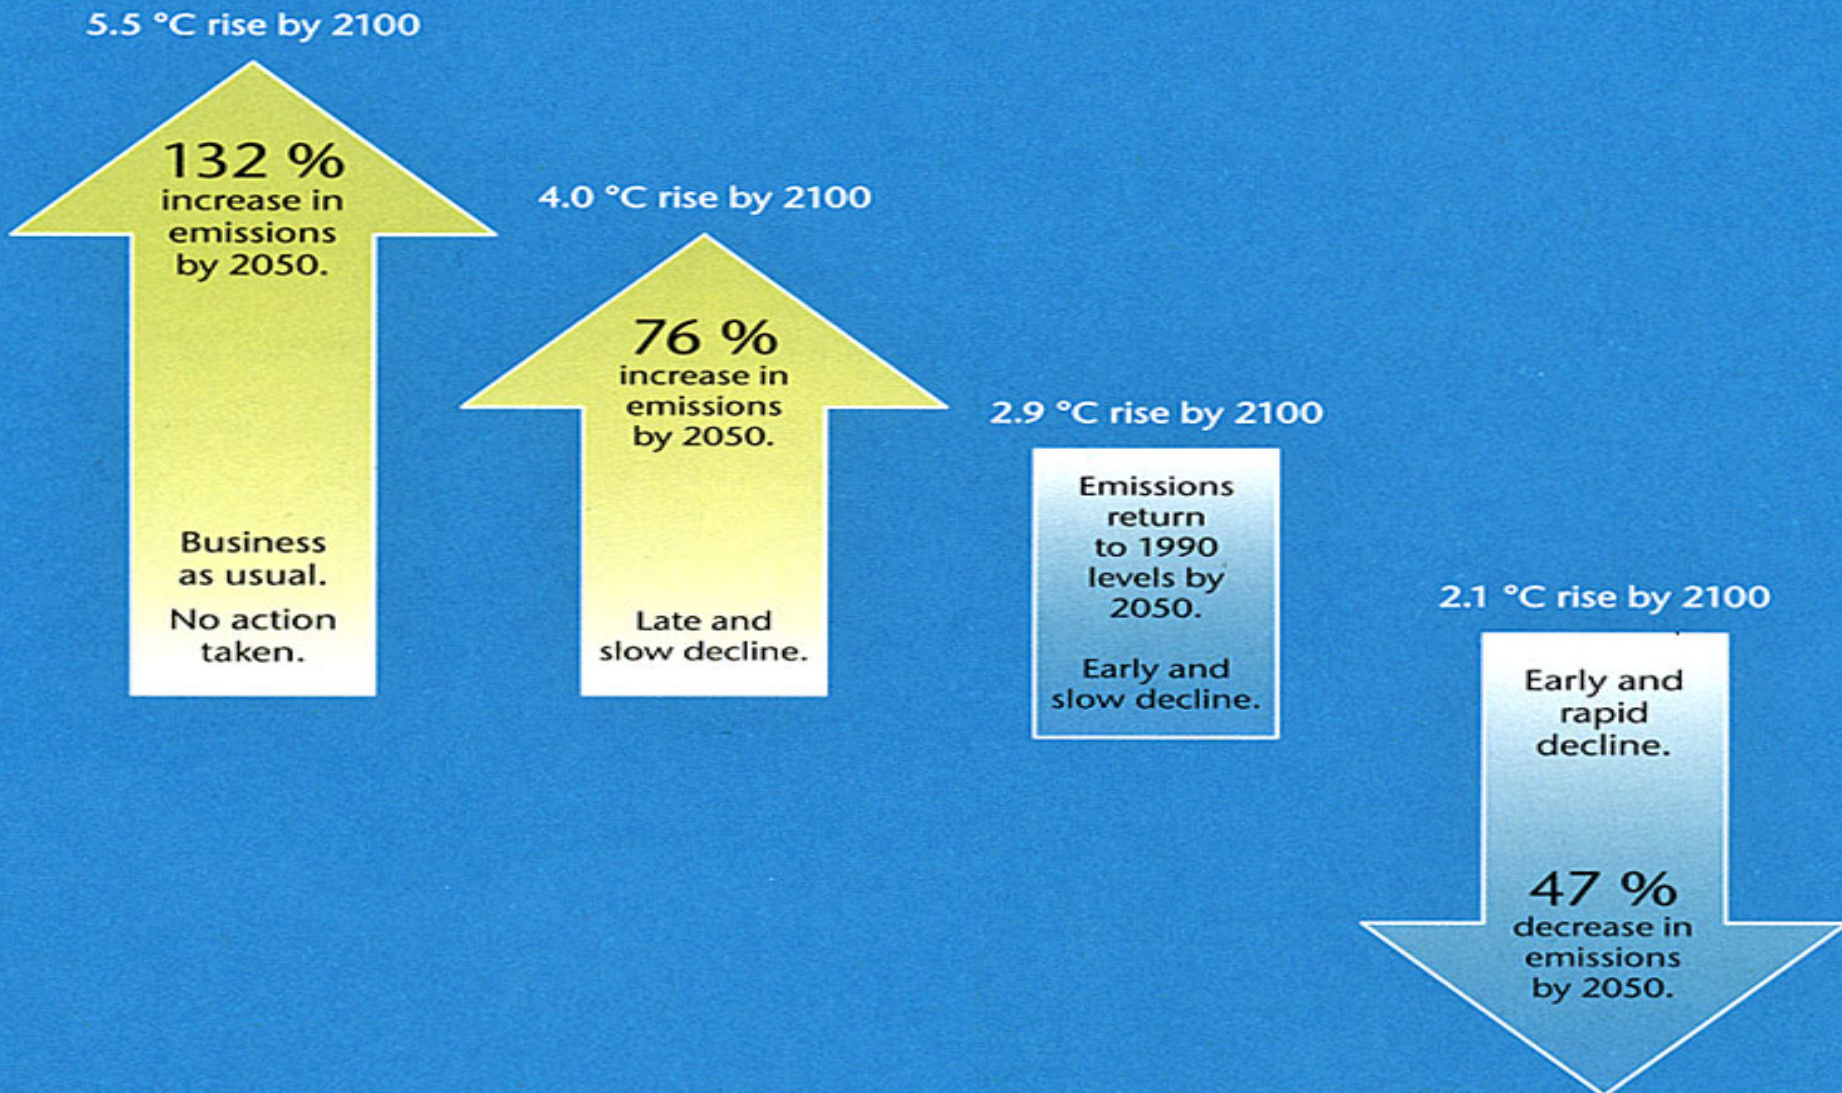 5.5 °C rise by 2100
132 %
increase in
emissions
by 2050.
Business
as usual.
No action
taken.
4.0 °C rise by 2100
76 %
increase in
emissions
by 2050.
Late and
slow decline.
2.9 °C rise by 2100
Emissions
return
to 1990
levels by
2050.
Early and
slow decline.
2.1 °C rise by 2100
Early and
rapid
decline.
47 %
decrease in
emissions
by 2050.